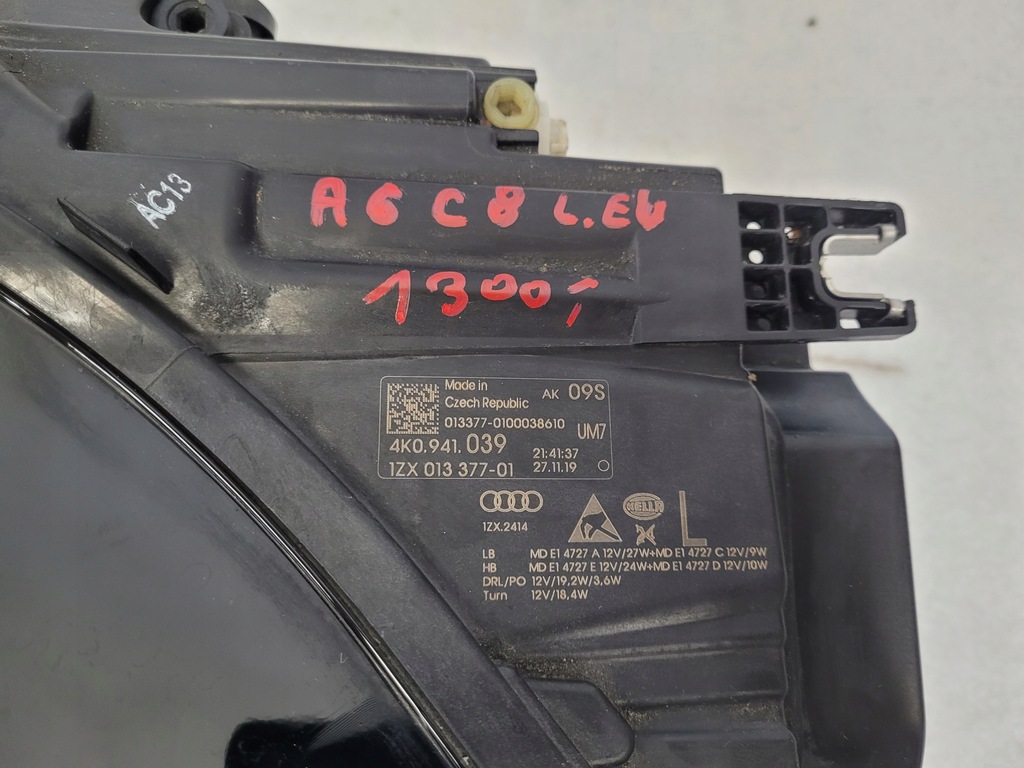 AC13
A6 C8 L.EW
1300,-
Made in
Czech Republic
AK 09S
013377-0100038610
UM7
4K0.941.039
21:41:37
1ZX 013 377-01
27.11.19
1ZX.2414
HELLA
L
LB MD E1 4727 A 12V/27W+MD E1 4727 C 12V/9W
HB MD E1 4727 E 12V/24W+MD E1 4727 D 12V/10W
DRL/PO 12V/19,2W/3,6W
Turn 12V/18,4W